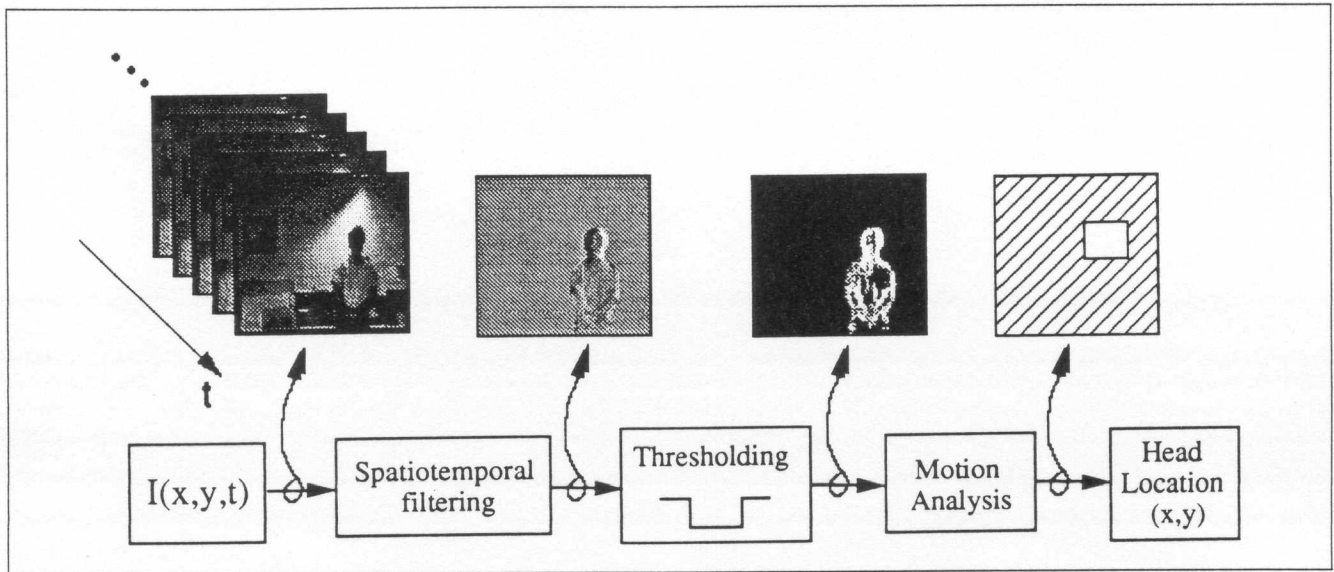 t
I(x,y,t)
Spatiotemporal
filtering
Thresholding
Motion
Analysis
Head
Location
(x,y)